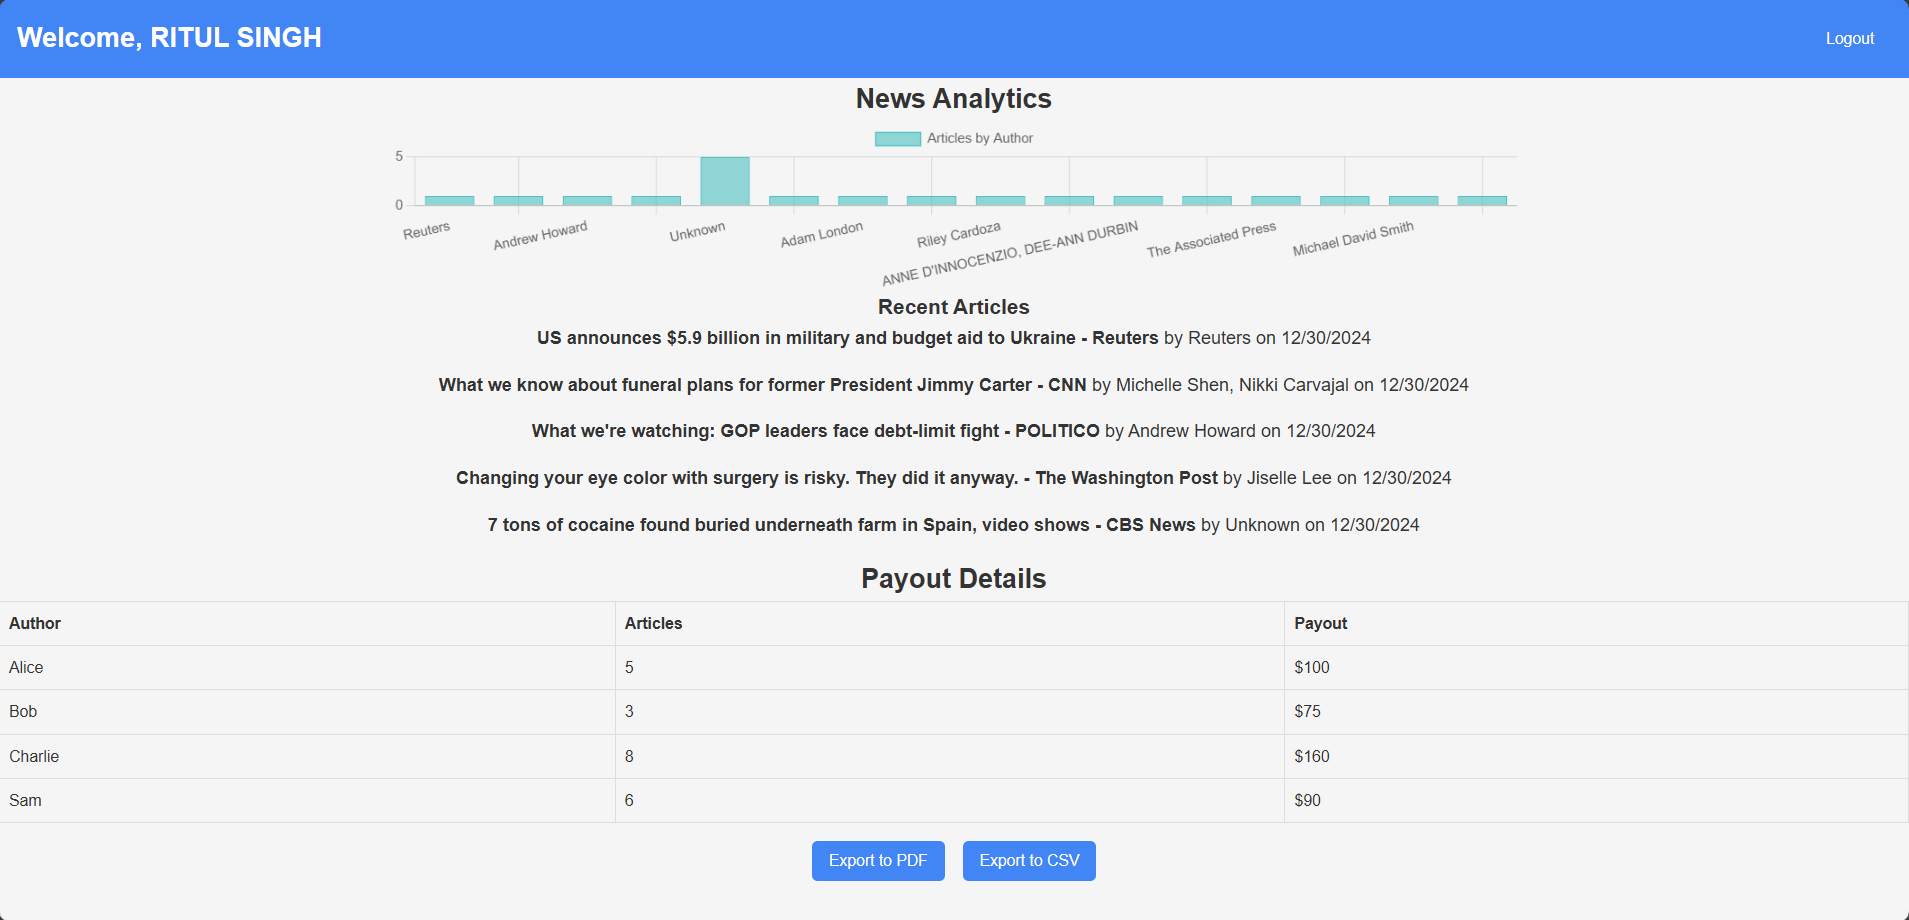 Welcome, RITUL SINGH
Logout
News Analytics
Articles by Author
5
0
Reuters
Andrew Howard
Unknown
Adam London
Riley Cardoza
ANNE D'INNOCENZIO, DEE-ANN DURBIN
The Associated Press
Michael David Smith
Recent Articles
US announces $5.9 billion in military and budget aid to Ukraine - Reuters by Reuters on 12/30/2024
What we know about funeral plans for former President Jimmy Carter - CNN by Michelle Shen, Nikki Carvajal on 12/30/2024
What we're watching: GOP leaders face debt-limit fight - POLITICO by Andrew Howard on 12/30/2024
Changing your eye color with surgery is risky. They did it anyway. - The Washington Post by Jiselle Lee on 12/30/2024
7 tons of cocaine found buried underneath farm in Spain, video shows - CBS News by Unknown on 12/30/2024
Payout Details
Author Articles Payout
Alice 5 $100
Bob 3 $75
Charlie 8 $160
Sam 6 $90
Export to PDF Export to CSV